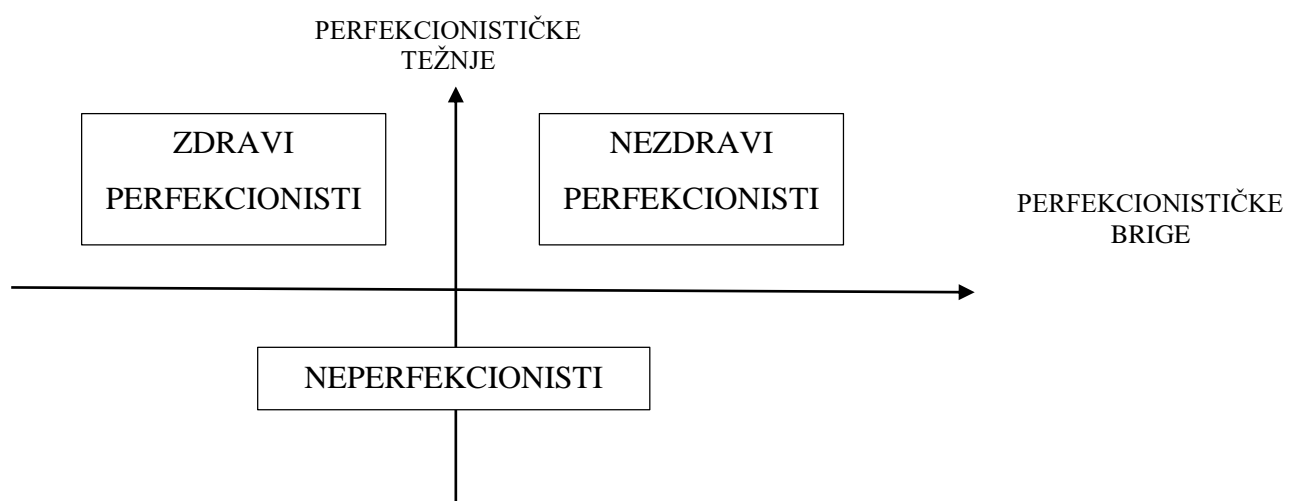 PERFEKCIONISTIČKE
TEŽNJE
ZDRAVI
PERFEKCIONISTI
NEZDRAVI
PERFEKCIONISTI
PERFEKCIONISTIČKE
BRIGE
NEPERFEKCIONISTI